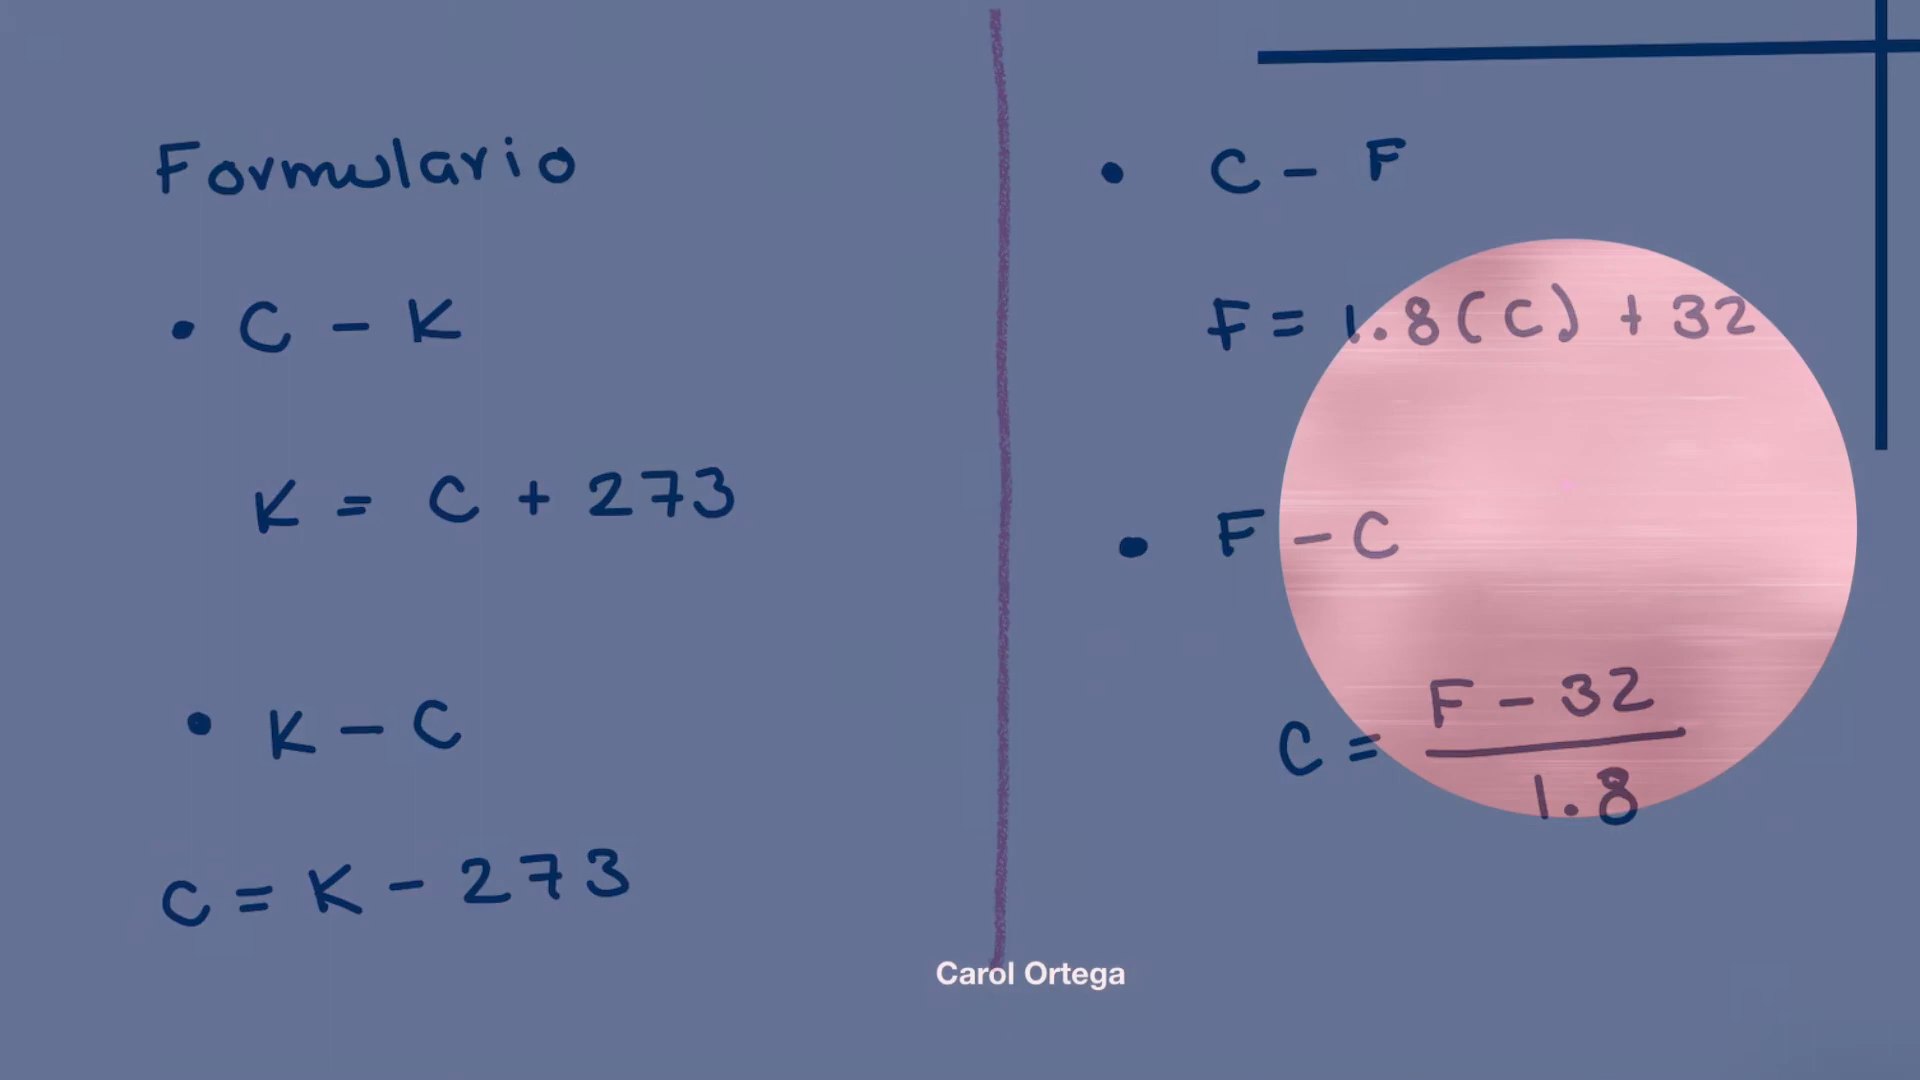 Formulario
• C - K
K = C + 273
• K - C
C = K - 273
• C - F
F = 1.8(C) + 32
• F - C
C = F - 32
1.8
Carol Ortega